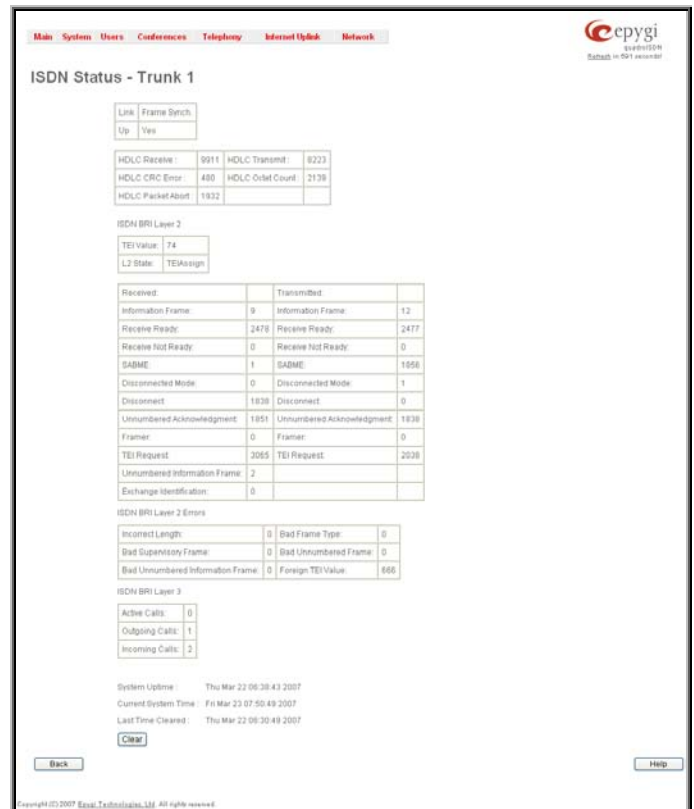 Main System Users Conferences Telephony Internet Uplink Network
epygi
quadroISDN
Refresh in 591 seconds!
ISDN Status - Trunk 1
Link Frame Synch.
Up Yes
HDLC Receive : 9911 HDLC Transmit : 8223
HDLC CRC Error : 480 HDLC Octet Count : 2139
HDLC Packet Abort : 1932
ISDN BRI Layer 2
TEI Value: 74
L2 State: TEIAssign
Received: Transmitted:
Information Frame: 9 Information Frame: 12
Receive Ready: 2478 Receive Ready: 2477
Receive Not Ready: 0 Receive Not Ready: 0
SABME: 1 SABME: 1856
Disconnected Mode: 0 Disconnected Mode: 1
Disconnect: 1838 Disconnect: 0
Unnumbered Acknowledgment: 1851 Unnumbered Acknowledgment: 1838
Framer: 0 Framer: 0
TEI Request: 3065 TEI Request: 2038
Unnumbered Information Frame: 2
Exchange Identification: 0
ISDN BRI Layer 2 Errors
Incorrect Length: 0 Bad Frame Type: 0
Bad Supervisory Frame: 0 Bad Unnumbered Frame: 0
Bad Unnumbered Information Frame: 0 Foreign TEI Value: 666
ISDN BRI Layer 3
Active Calls: 0
Outgoing Calls: 1
Incoming Calls: 2
System Uptime : Thu Mar 22 06:38:43 2007
Current System Time : Fri Mar 23 07:50:49 2007
Last Time Cleared : Thu Mar 22 06:30:49 2007
Clear
Back Help
Copyright (C) 2007 Epygi Technologies, Ltd. All rights reserved.